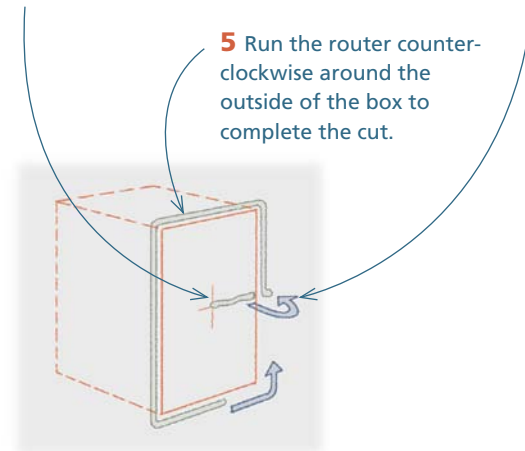 5 Run the router counter-
clockwise around the
outside of the box to
complete the cut.